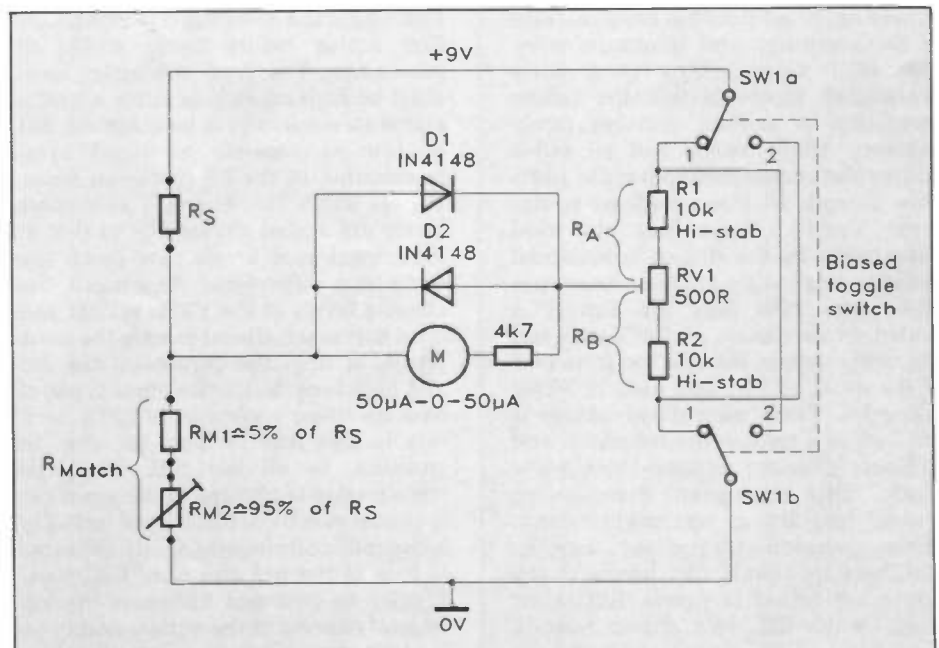 +9V
SW1a
1
2
D1
IN4148
D2
IN4148
RS
RA
R1
10k
Hi-stab
RV1
500R
Biased
toggle
switch
M
4k7
50µA–0–50µA
RB
R2
10k
Hi-stab
1
2
SW1b
RMatch
RM1≏5% of RS
RM2≏95% of RS
0V